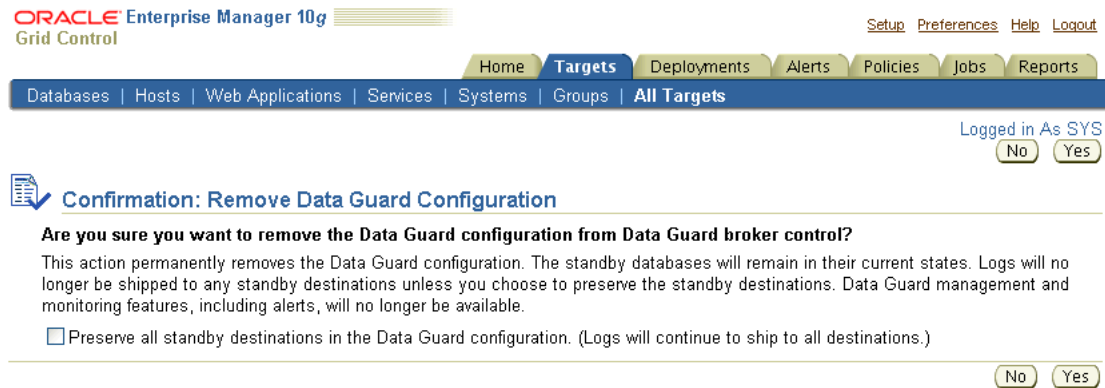 ORACLE Enterprise Manager 10g
Grid Control
Setup Preferences Help Logout
Home Targets Deployments Alerts Policies Jobs Reports
Databases | Hosts | Web Applications | Services | Systems | Groups | All Targets
Logged in As SYS
No Yes
Confirmation: Remove Data Guard Configuration
Are you sure you want to remove the Data Guard configuration from Data Guard broker control?
This action permanently removes the Data Guard configuration. The standby databases will remain in their current states. Logs will no
longer be shipped to any standby destinations unless you choose to preserve the standby destinations. Data Guard management and
monitoring features, including alerts, will no longer be available.
Preserve all standby destinations in the Data Guard configuration. (Logs will continue to ship to all destinations.)
No Yes